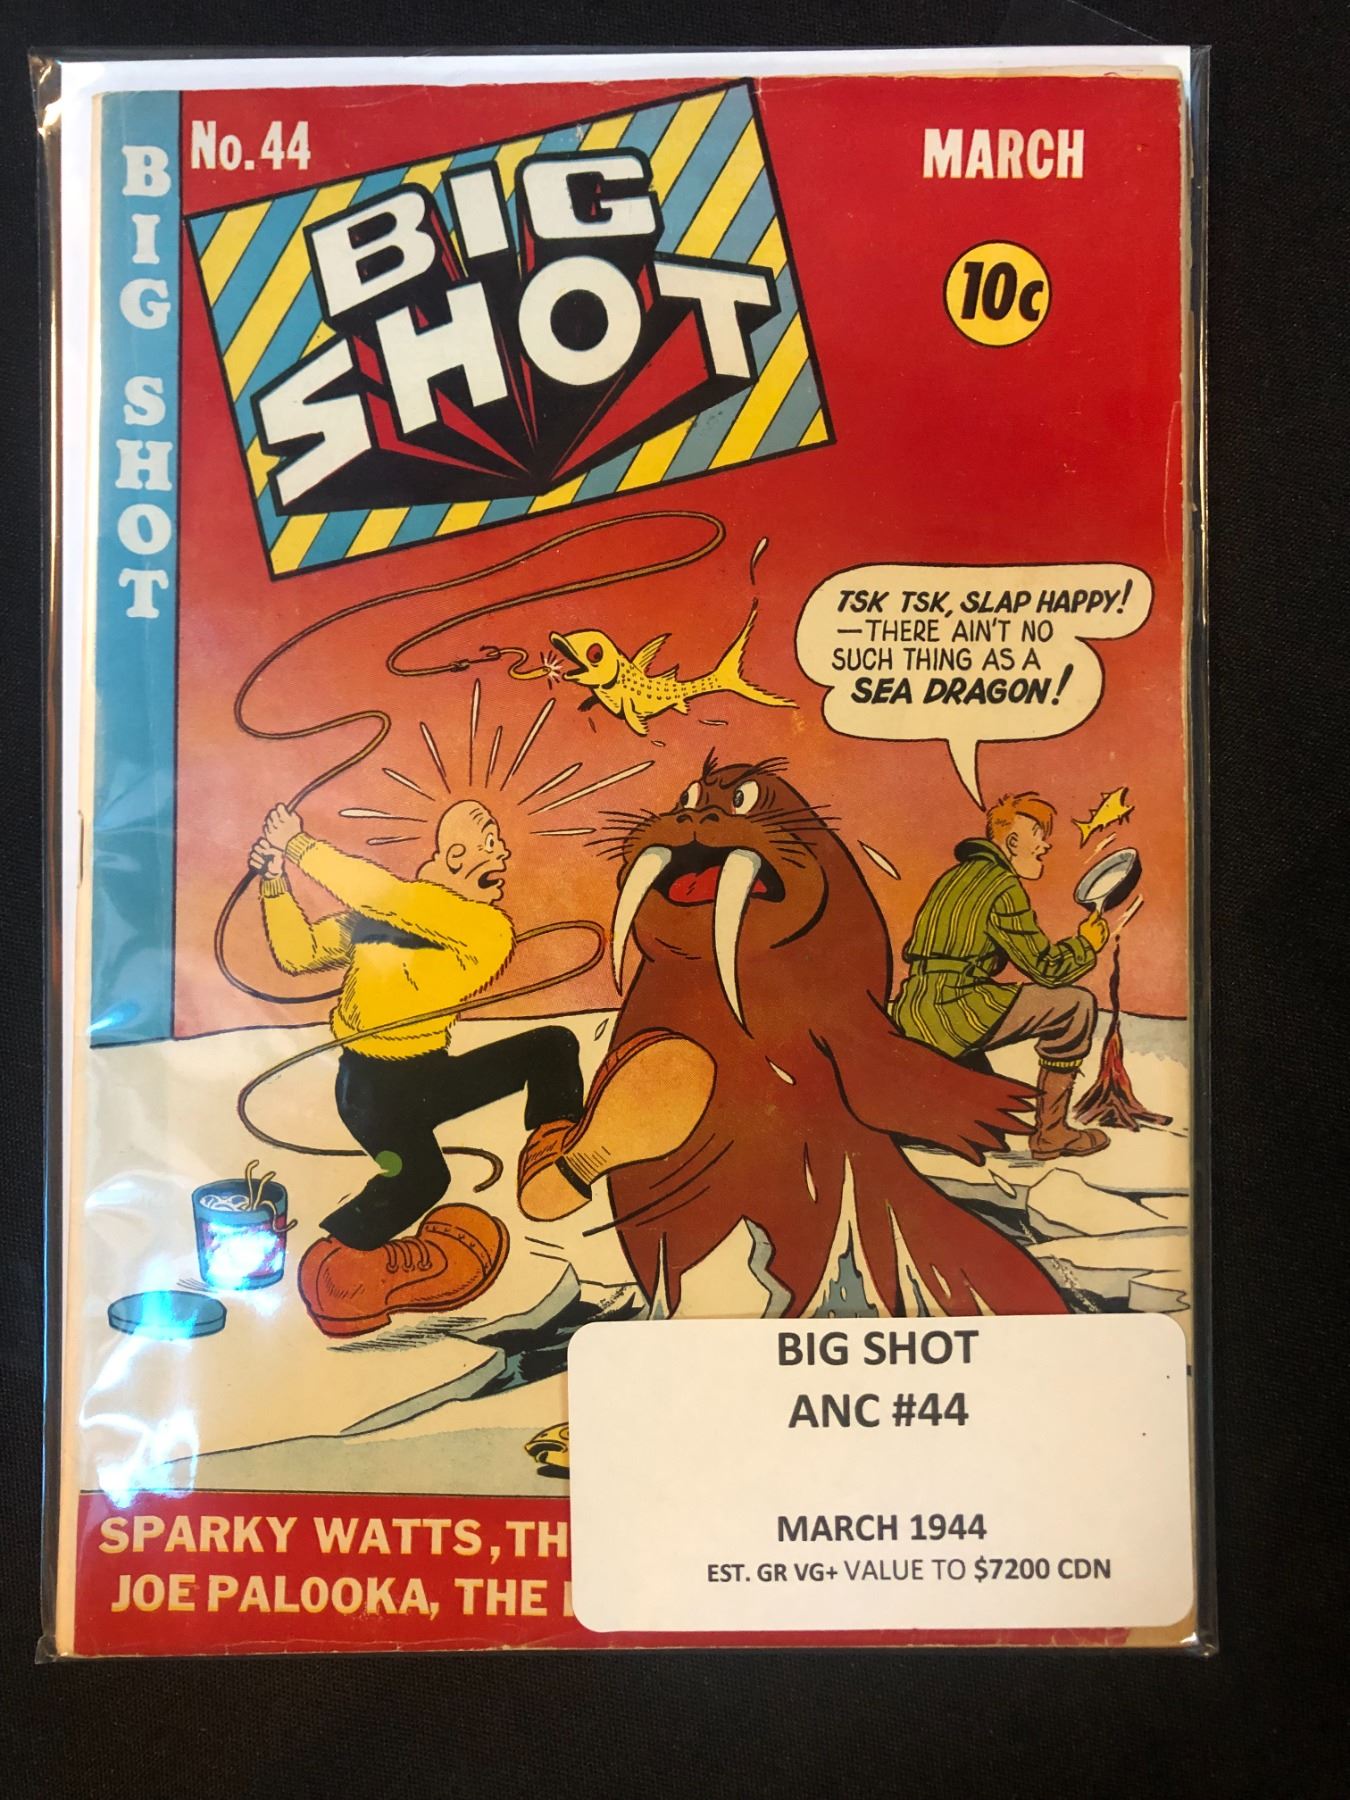 No. 44
MARCH
BIG
SHOT
10c
BIG SHOT
TSK TSK, SLAP HAPPY!
—THERE AIN'T NO
SUCH THING AS A
SEA DRAGON!
SPARKY WATTS, TH
JOE PALOOKA, THE
BIG SHOT
ANC #44
MARCH 1944
EST. GR VG+ VALUE TO $7200 CDN